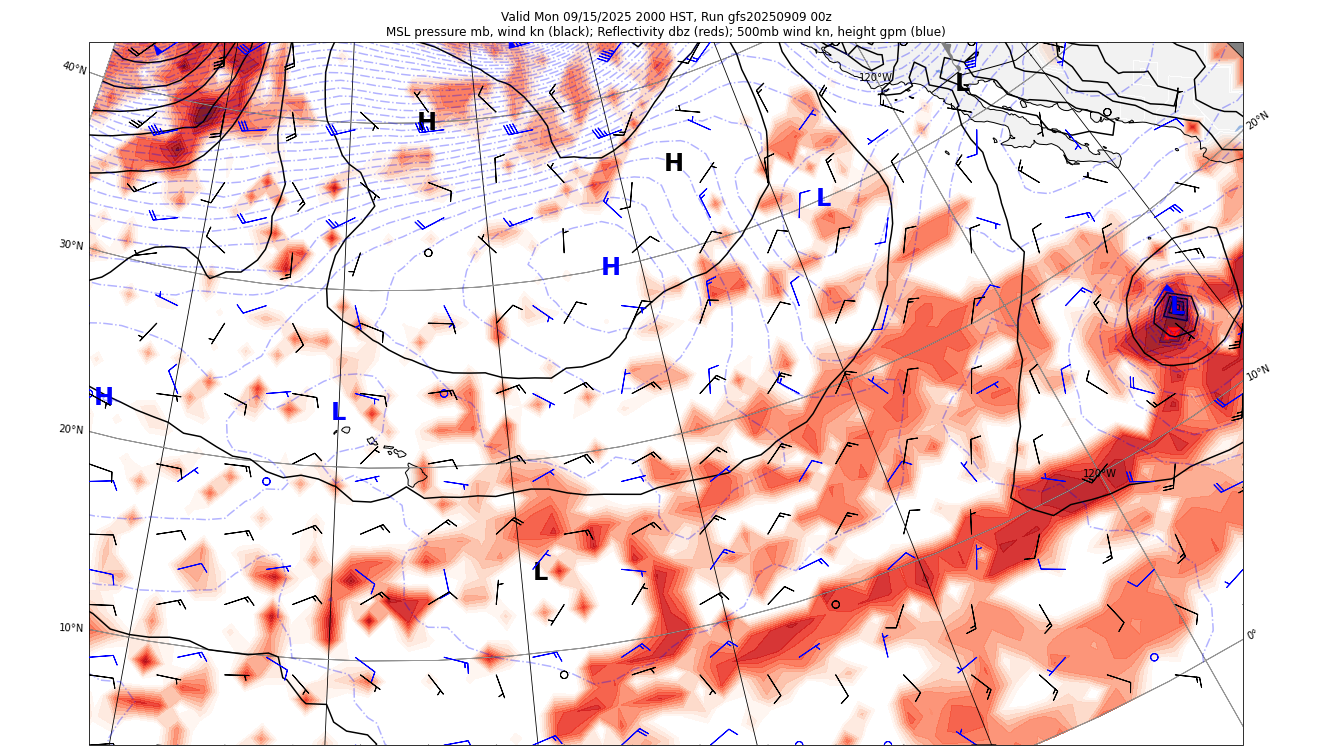 Valid Mon 09/15/2025 2000 HST, Run gfs20250909 00z
MSL pressure mb, wind kn (black); Reflectivity dbz (reds); 500mb wind kn, height gpm (blue)
40°N
120°W
L
20°N
H
H
L
30°N
H
L
10°N
H
L
20°N
120°W
L
10°N
0°